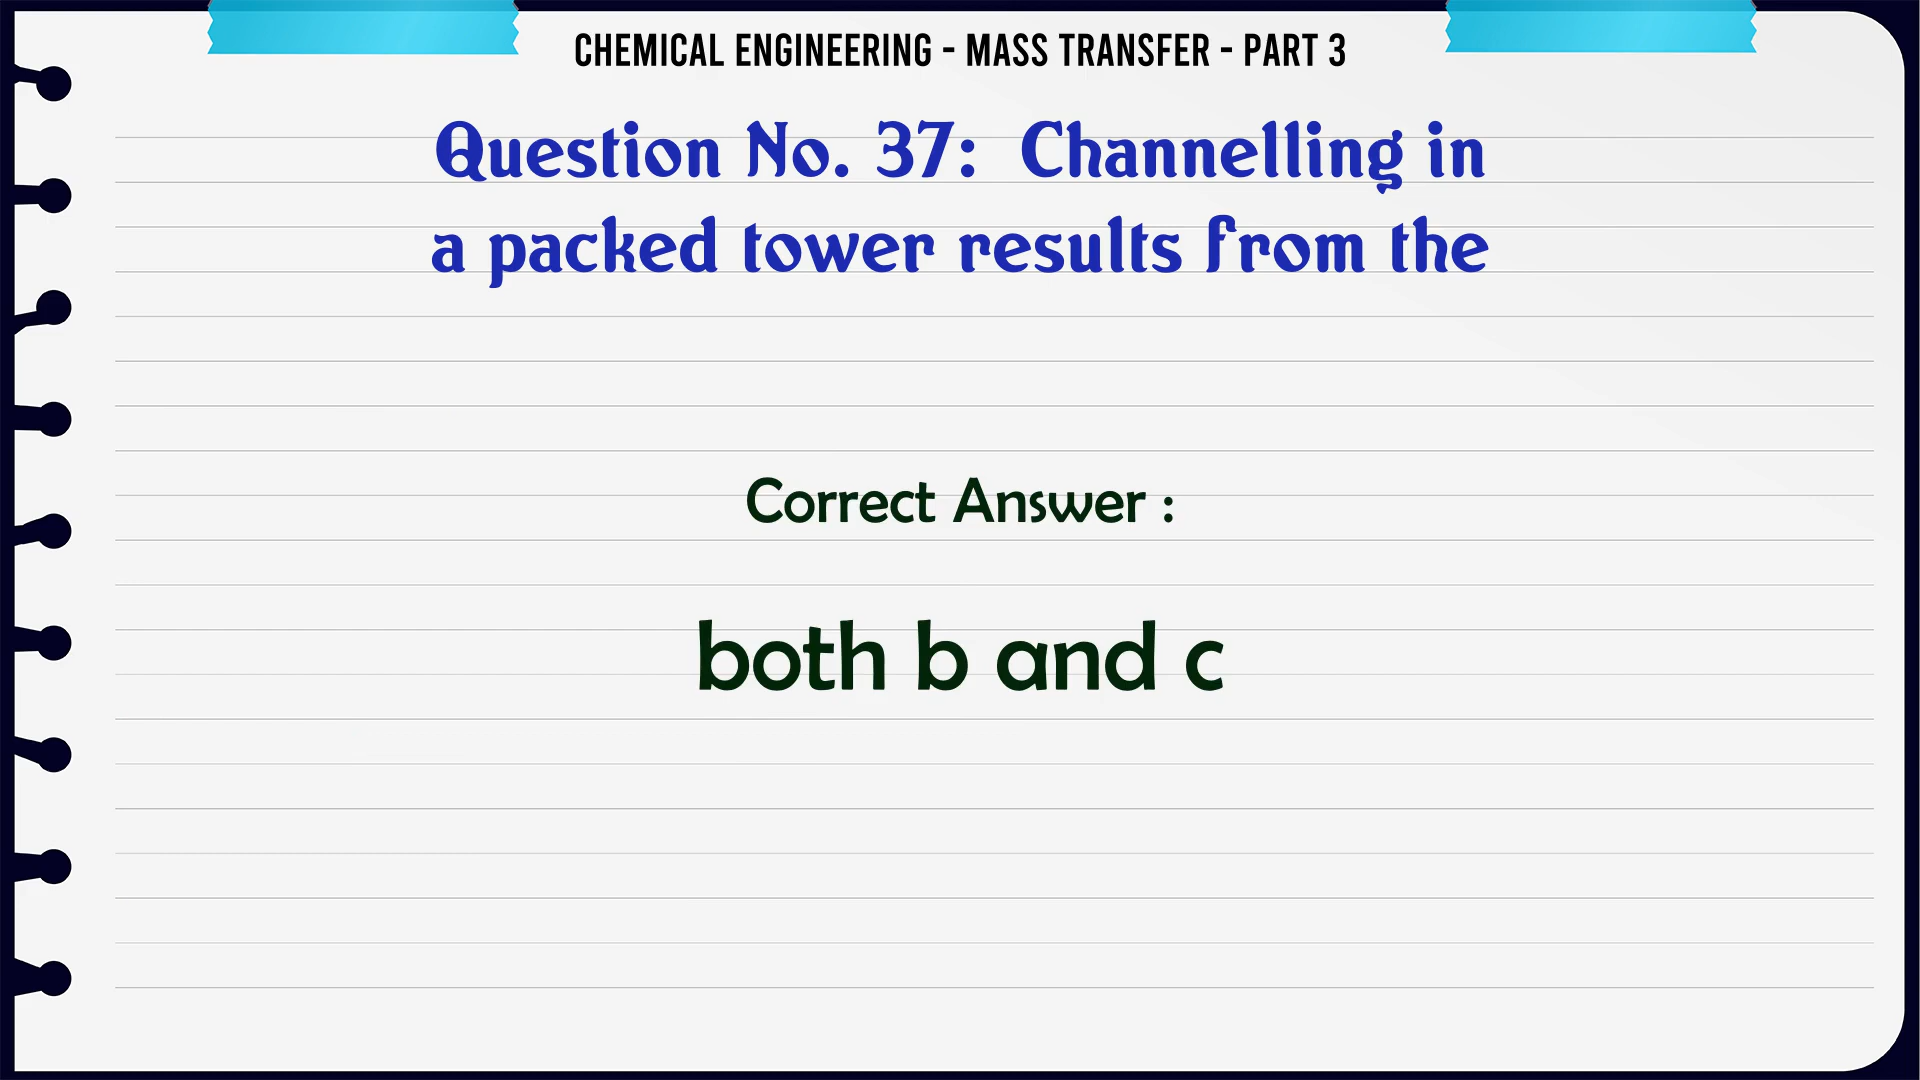 CHEMICAL ENGINEERING - MASS TRANSFER - PART 3
Question No. 37: Channelling in
a packed tower results from the
Correct Answer :
both b and c